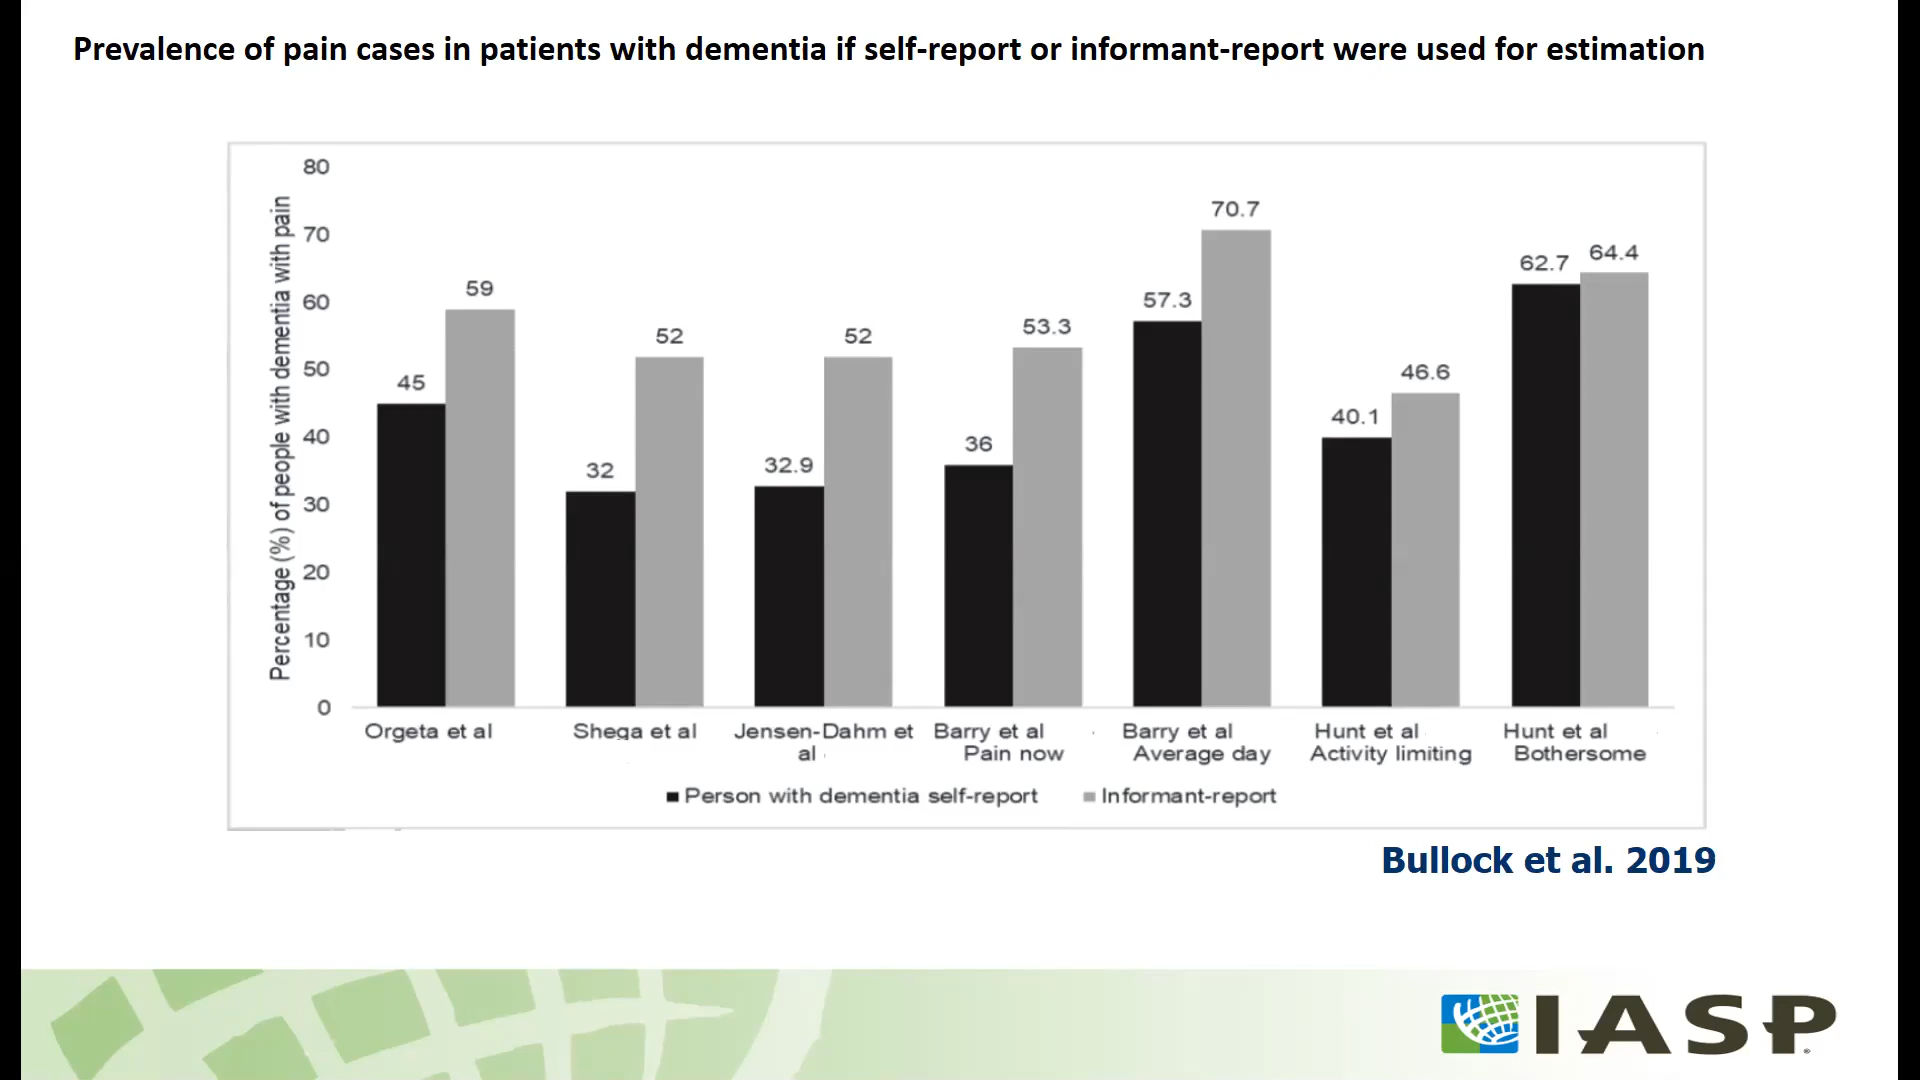 Prevalence of pain cases in patients with dementia if self-report or informant-report were used for estimation
Percentage (%) of people with dementia with pain
80
70
60
50
40
30
20
10
0
45
59
32
52
32.9
52
36
53.3
57.3
70.7
40.1
46.6
62.7
64.4
Orgeta et al
Shega et al
Jensen-Dahm et
al
Barry et al
Pain now
Barry et al
Average day
Hunt et al
Activity limiting
Hunt et al
Bothersome
Person with dementia self-report
Informant-report
Bullock et al. 2019
IASP